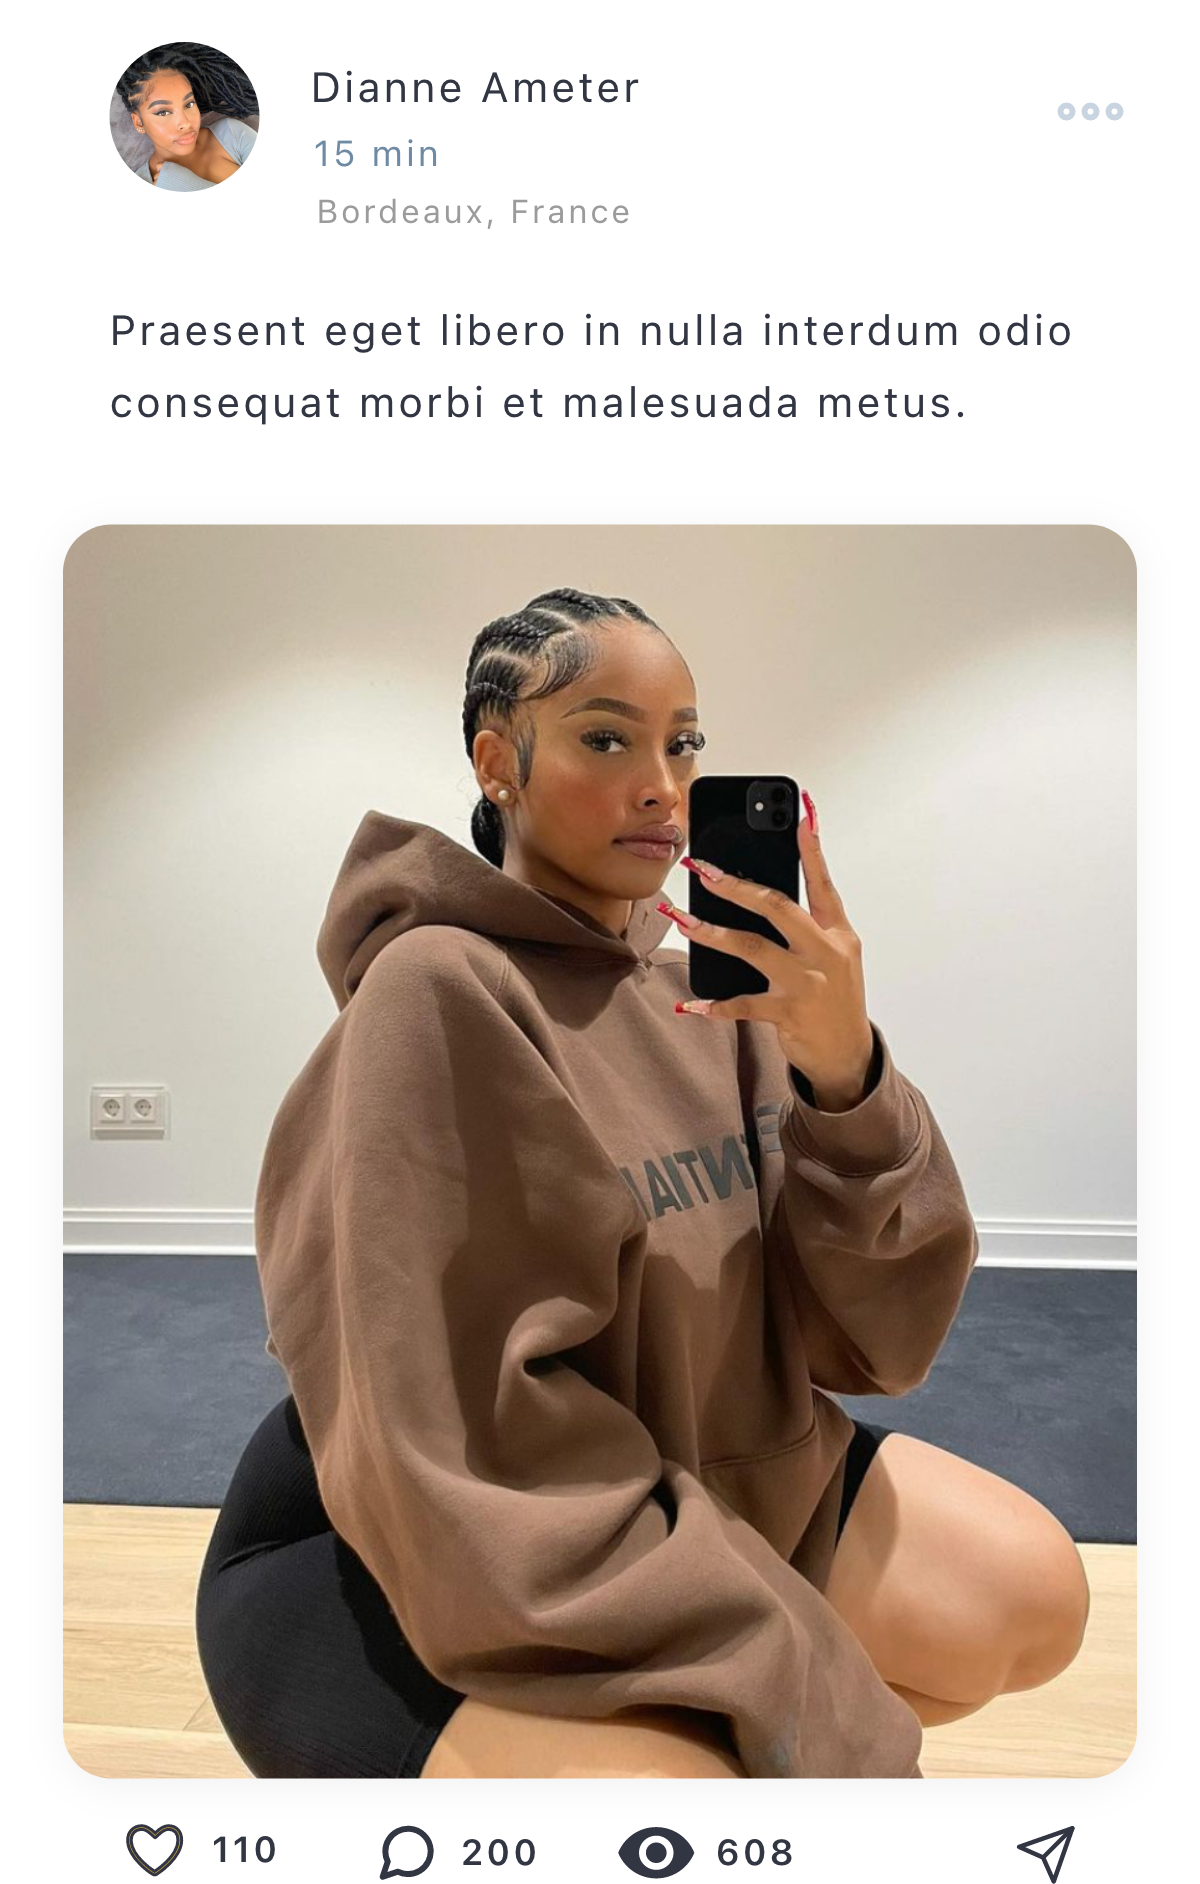 Dianne Ameter
15 min
Bordeaux, France
Praesent eget libero in nulla interdum odio
consequat morbi et malesuada metus.
110
200
608